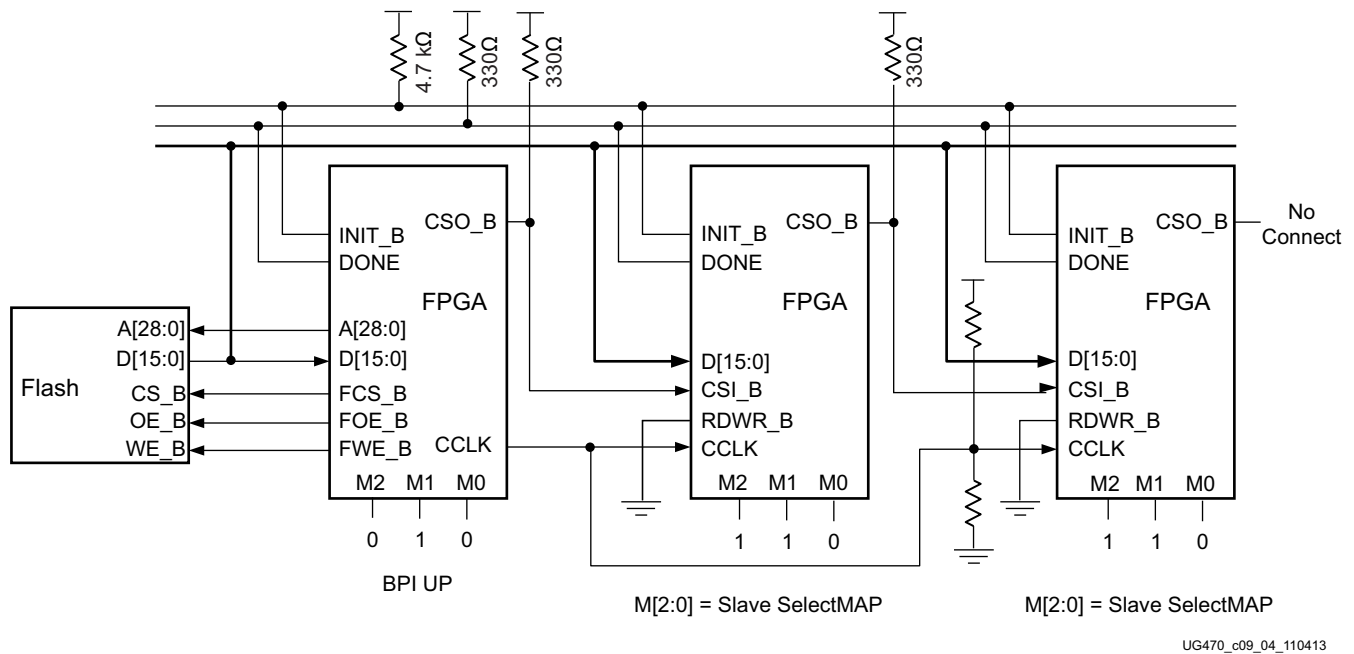 4.7 kΩ
330Ω
330Ω
330Ω
INIT_B
DONE
CSO_B
FPGA
A[28:0]
D[15:0]
FCS_B
FOE_B
FWE_B
CCLK
M2 M1 M0
0 1 0
BPI UP
Flash
A[28:0]
D[15:0]
CS_B
OE_B
WE_B
INIT_B
DONE
CSO_B
FPGA
D[15:0]
CSI_B
RDWR_B
CCLK
M2 M1 M0
1 1 0
M[2:0] = Slave SelectMAP
INIT_B
DONE
CSO_B
No
Connect
FPGA
D[15:0]
CSI_B
RDWR_B
CCLK
M2 M1 M0
1 1 0
M[2:0] = Slave SelectMAP
UG470_c09_04_110413